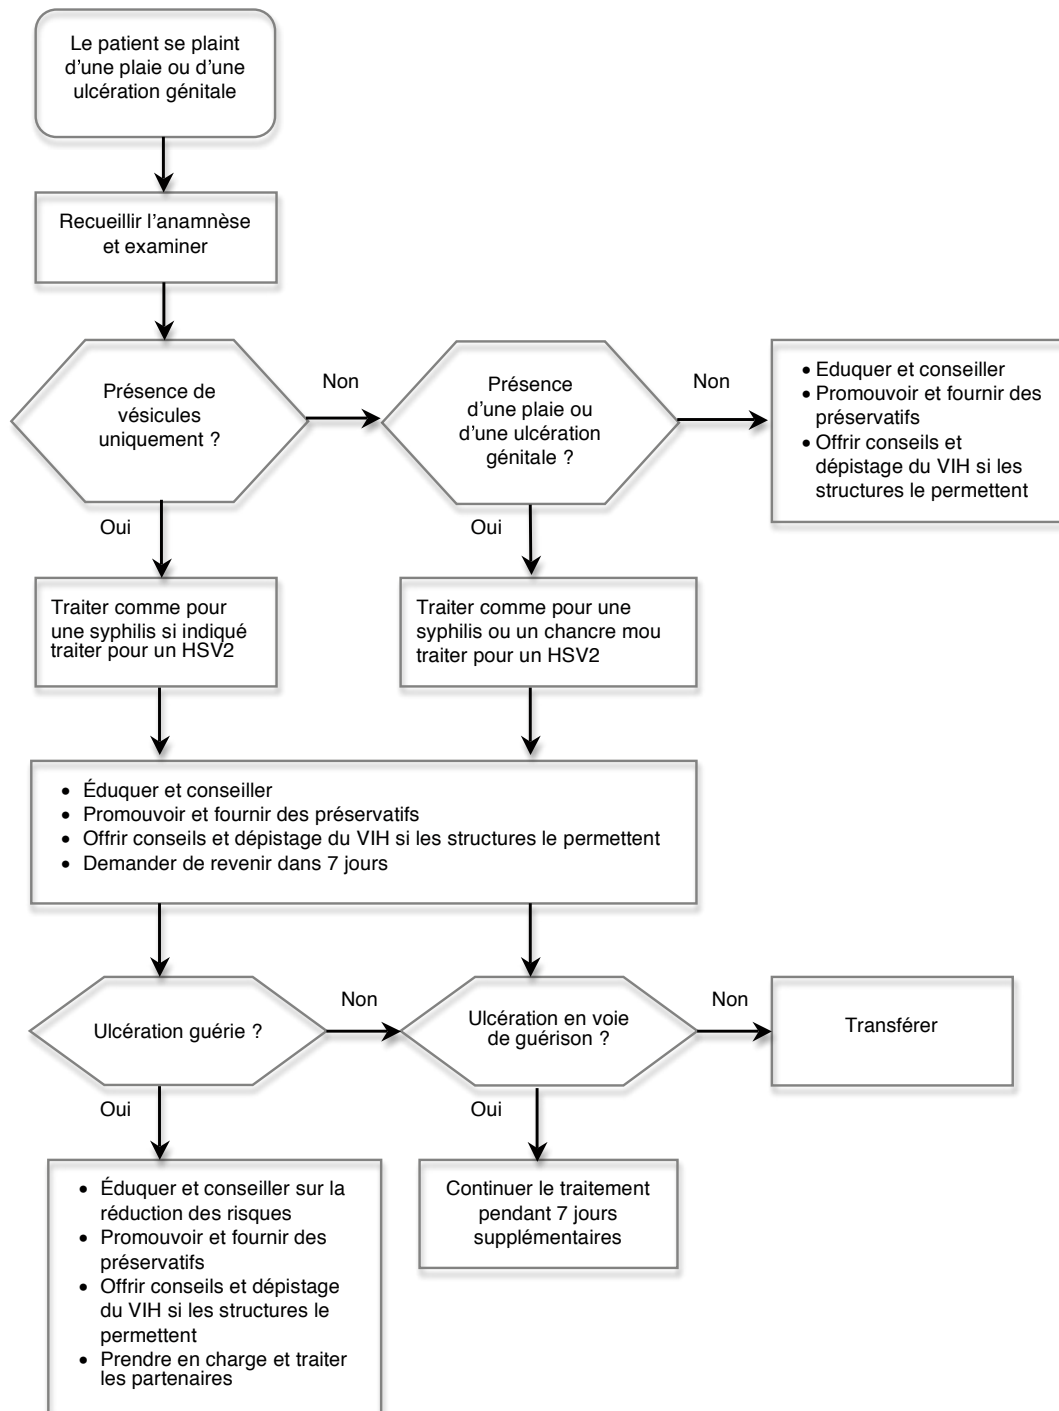 Le patient se plaint
d’une plaie ou d’une
ulcération génitale
Recueillir l’anamnèse
et examiner
Présence de
vésicules
uniquement ?
Non
Présence
d’une plaie ou
d’une ulcération
génitale ?
Non
• Eduquer et conseiller
• Promouvoir et fournir des
préservatifs
• Offrir conseils et
dépistage du VIH si les
structures le permettent
Oui
Oui
Traiter comme pour
une syphilis si indiqué
traiter pour un HSV2
Traiter comme pour une
syphilis ou un chancre mou
traiter pour un HSV2
• Éduquer et conseiller
• Promouvoir et fournir des préservatifs
• Offrir conseils et dépistage du VIH si les structures le permettent
• Demander de revenir dans 7 jours
Ulcération guérie ?
Non
Ulcération en voie
de guérison ?
Non
Transférer
Oui
Oui
• Éduquer et conseiller sur la
réduction des risques
• Promouvoir et fournir des
préservatifs
• Offrir conseils et dépistage
du VIH si les structures le
permettent
• Prendre en charge et traiter
les partenaires
Continuer le traitement
pendant 7 jours
supplémentaires